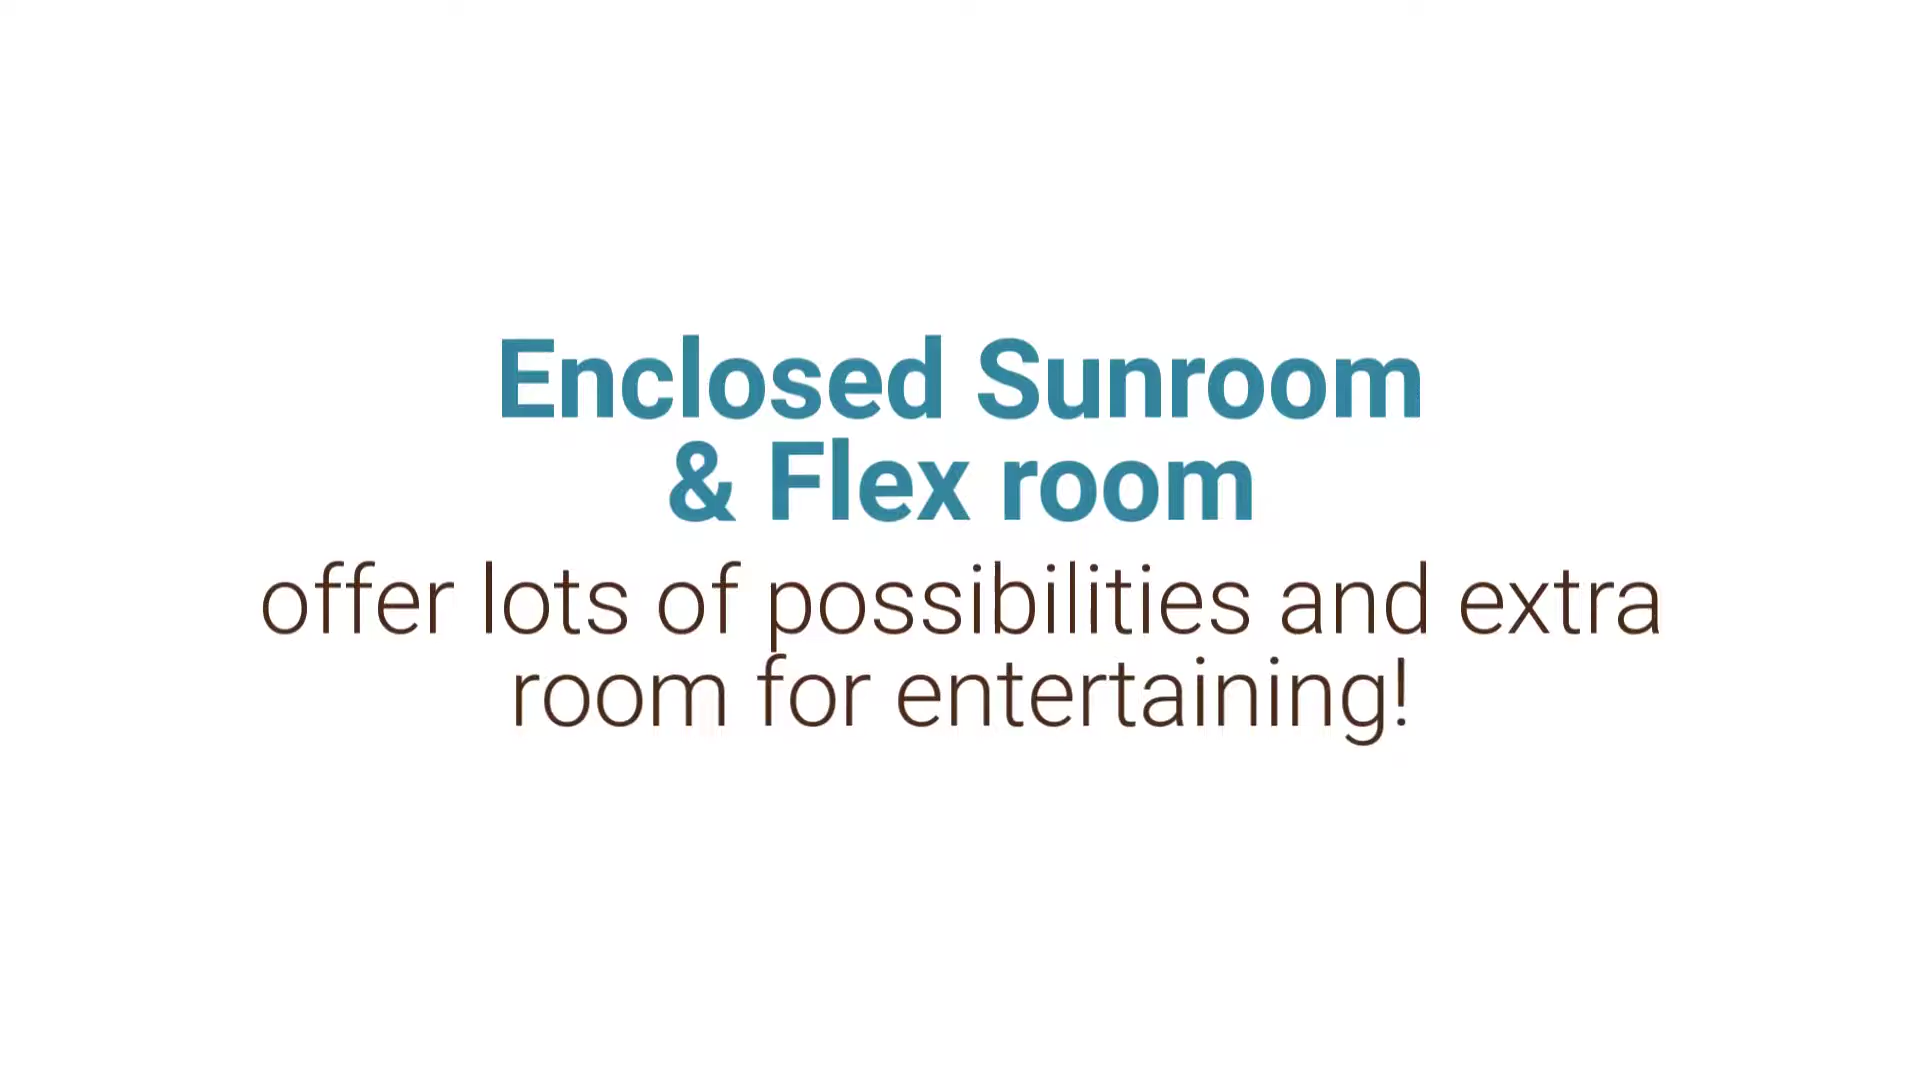 Enclosed Sunroom
& Flex room
offer lots of possibilities and extra
room for entertaining!